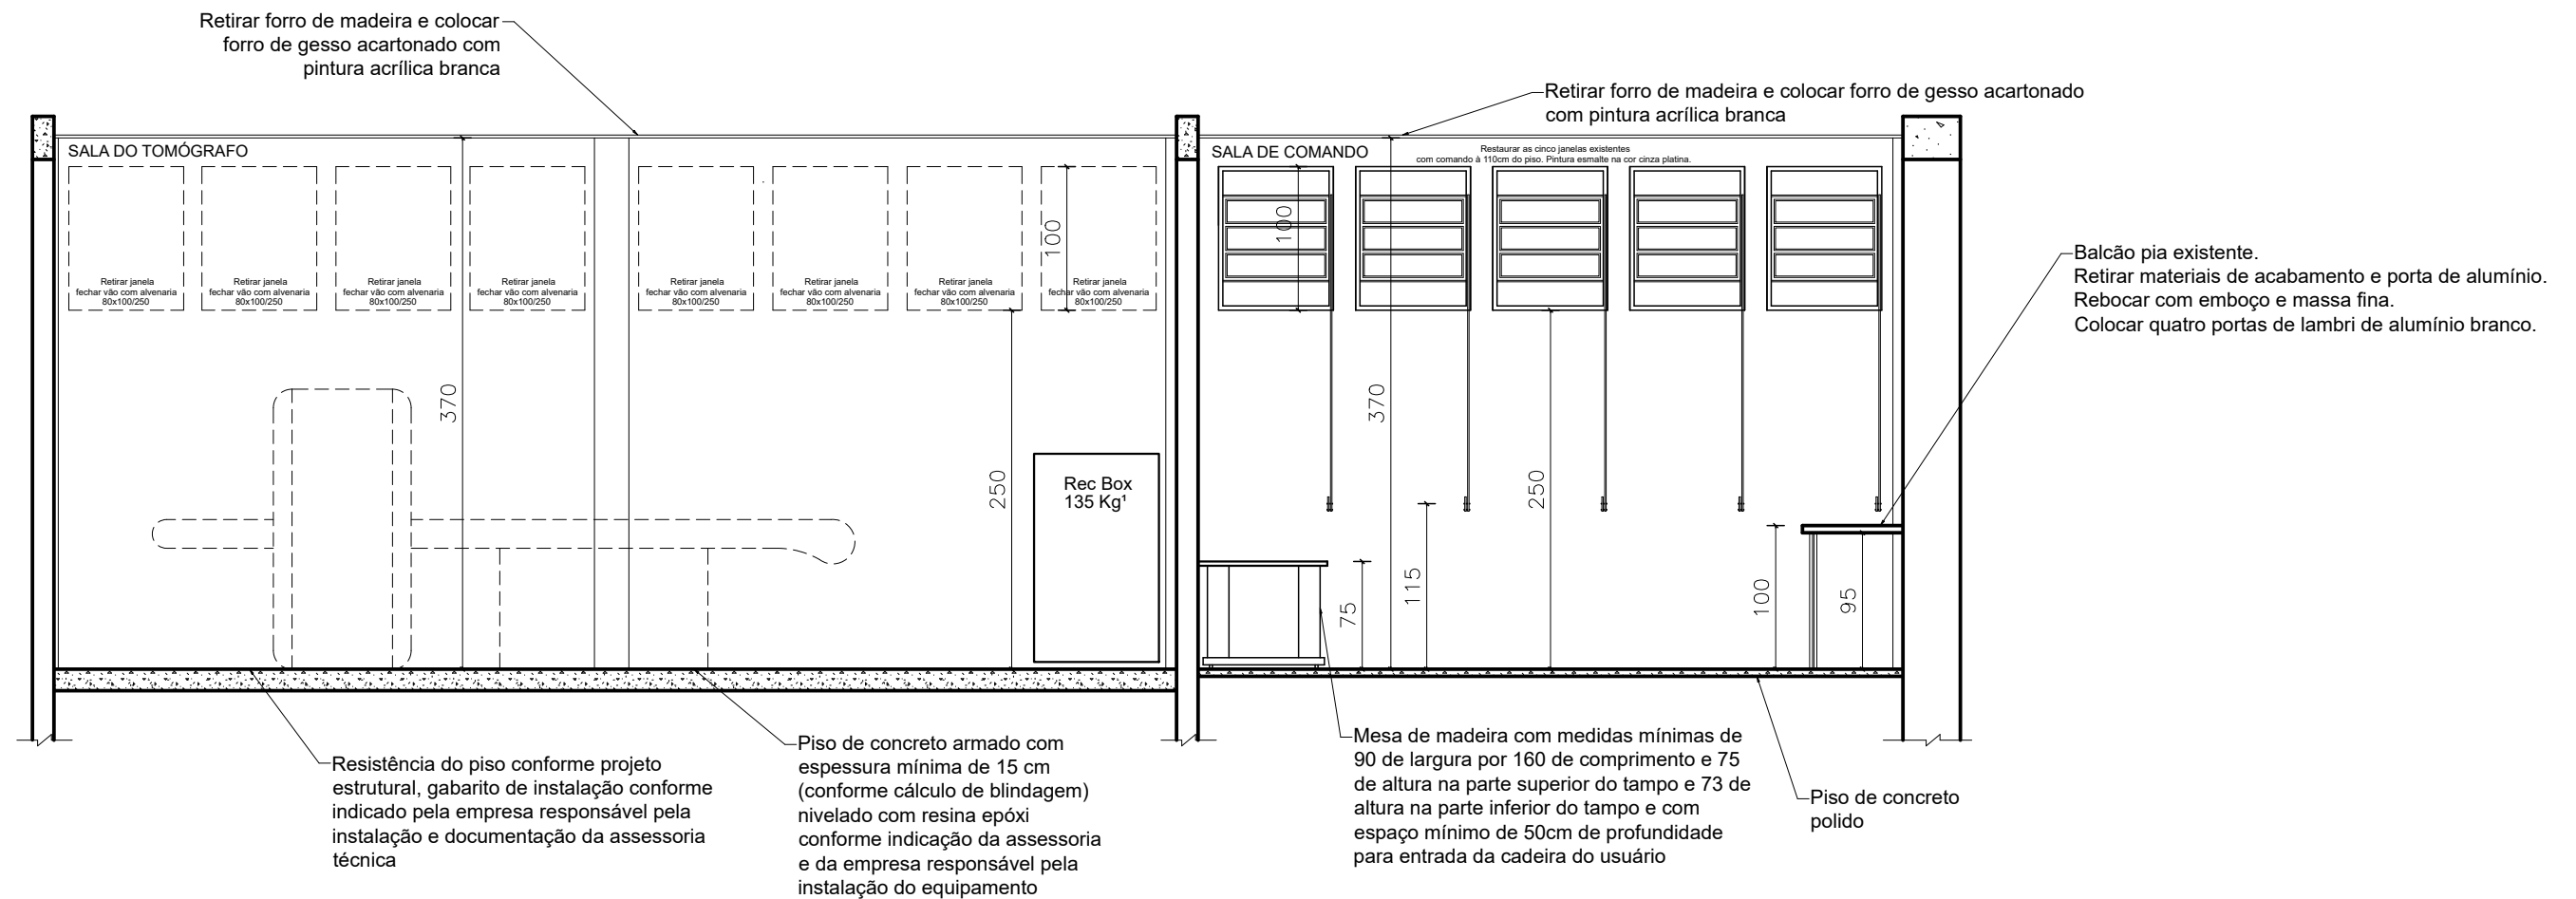 Retirar forro de madeira e colocar
forro de gesso acartonado com
pintura acrílica branca
Retirar forro de madeira e colocar forro de gesso acartonado
com pintura acrílica branca
SALA DO TOMÓGRAFO
SALA DE COMANDO
Restaurar as cinco janelas existentes
com comando à 110cm do piso. Pintura esmalte na cor cinza platina.
Retirar janela
fechar vão com alvenaria
80x100/250
Retirar janela
fechar vão com alvenaria
80x100/250
Retirar janela
fechar vão com alvenaria
80x100/250
Retirar janela
fechar vão com alvenaria
80x100/250
Retirar janela
fechar vão com alvenaria
80x100/250
Retirar janela
fechar vão com alvenaria
80x100/250
Retirar janela
fechar vão com alvenaria
80x100/250
Retirar janela
fechar vão com alvenaria
80x100/250
100
100
Balcão pia existente.
Retirar materiais de acabamento e porta de alumínio.
Rebocar com emboço e massa fina.
Colocar quatro portas de lambri de alumínio branco.
370
250
Rec Box
135 Kg¹
370
250
75
115
100
95
Resistência do piso conforme projeto
estrutural, gabarito de instalação conforme
indicado pela empresa responsável pela
instalação e documentação da assessoria
técnica
Piso de concreto armado com
espessura mínima de 15 cm
(conforme cálculo de blindagem)
nivelado com resina epóxi
conforme indicação da assessoria
e da empresa responsável pela
instalação do equipamento
Mesa de madeira com medidas mínimas de
90 de largura por 160 de comprimento e 75
de altura na parte superior do tampo e 73 de
altura na parte inferior do tampo e com
espaço mínimo de 50cm de profundidade
para entrada da cadeira do usuário
Piso de concreto
polido